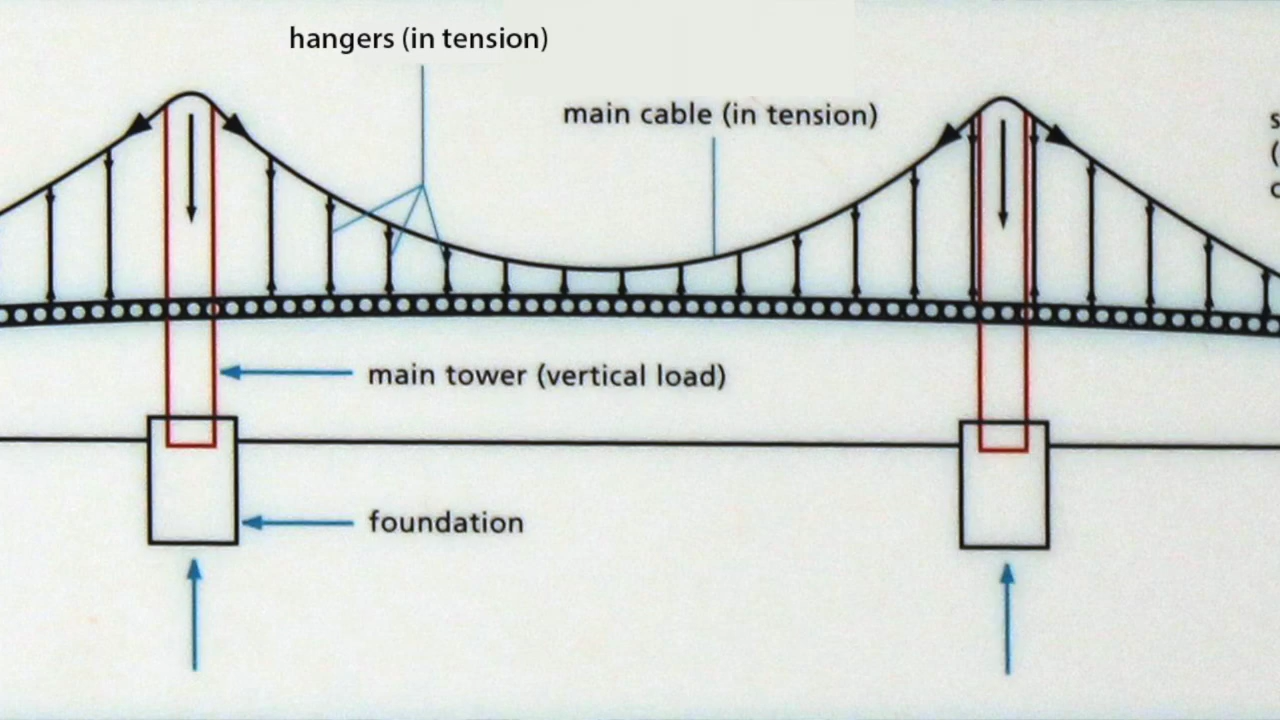 hangers (in tension)
main cable (in tension)
main tower (vertical load)
foundation